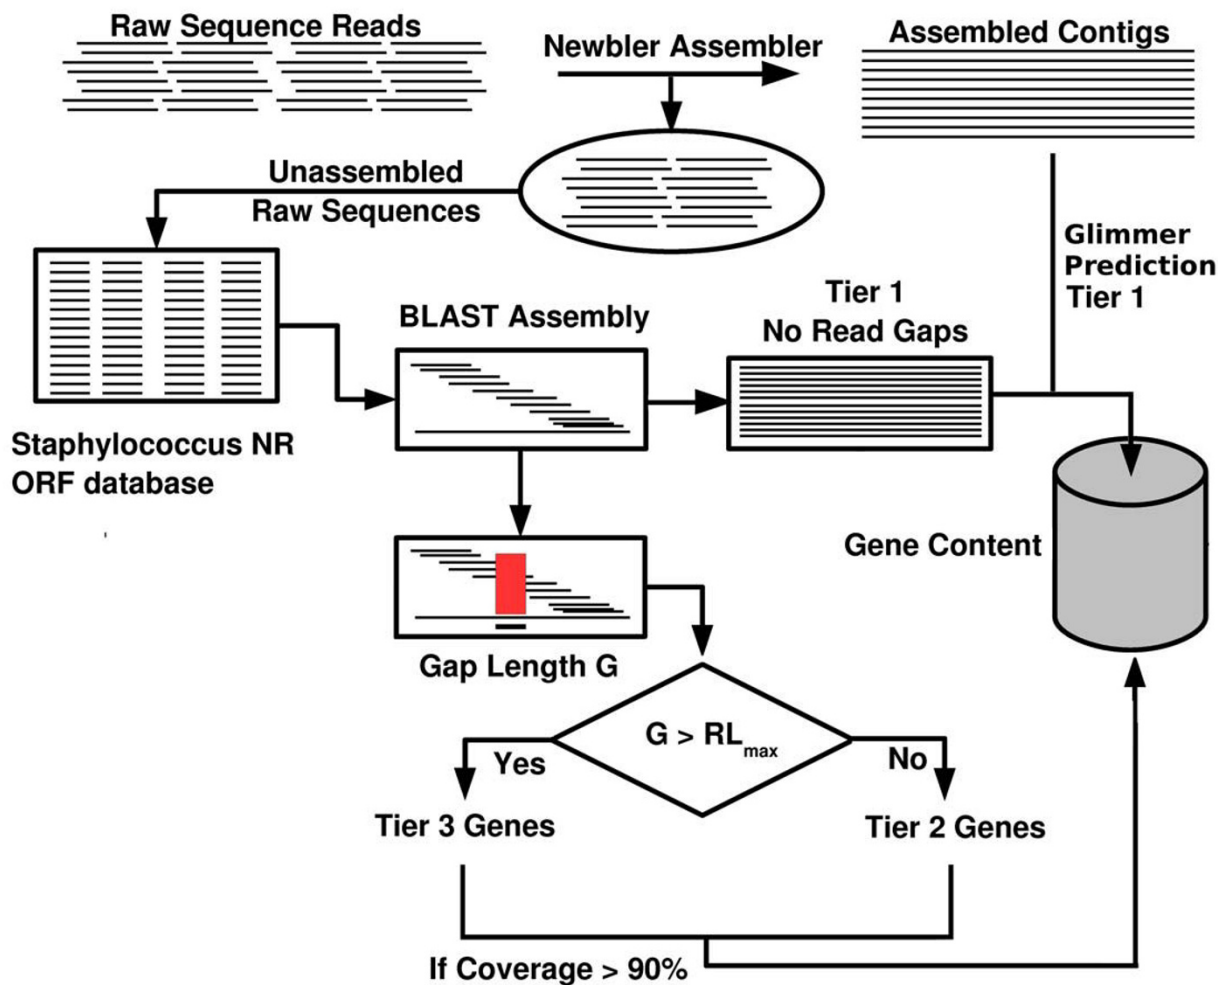 Raw Sequence Reads
Newbler Assembler
Assembled Contigs
Unassembled
Raw Sequences
Glimmer
Prediction
Tier 1
Tier 1
No Read Gaps
BLAST Assembly
Staphylococcus NR
ORF database
Gene Content
Gap Length G
G > RLmax
Yes
No
Tier 3 Genes
Tier 2 Genes
If Coverage > 90%